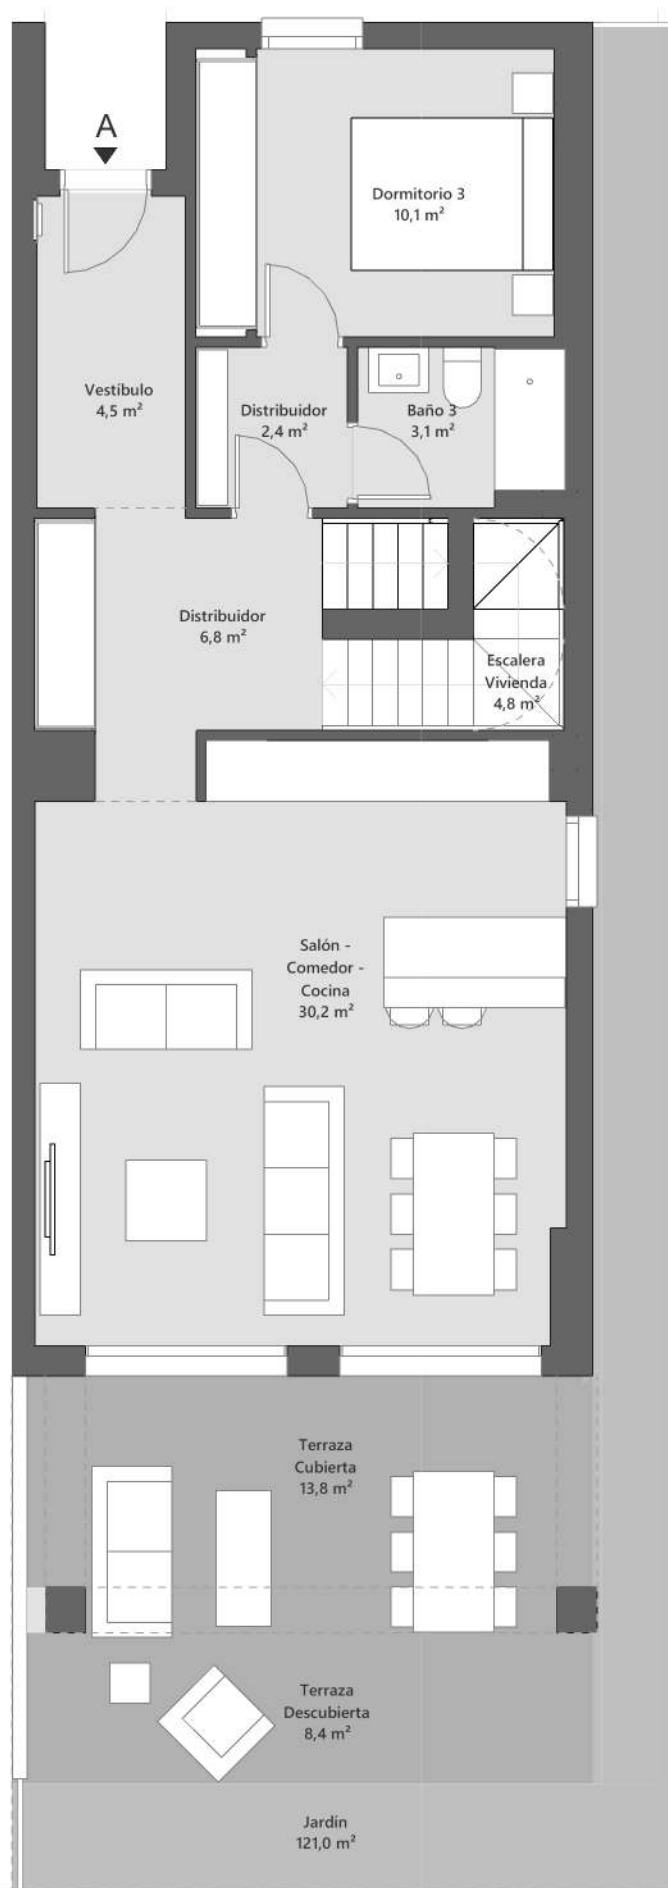 A
Dormitorio 3
10,1 m²
Vestíbulo
4,5 m²
Distribuidor
2,4 m²
Baño 3
3,1 m²
Distribuidor
6,8 m²
Escalera
Vivienda
4,8 m²
Salón -
Comedor -
Cocina
30,2 m²
Terraza
Cubierta
13,8 m²
Terraza
Descubierta
8,4 m²
Jardín
121,0 m²